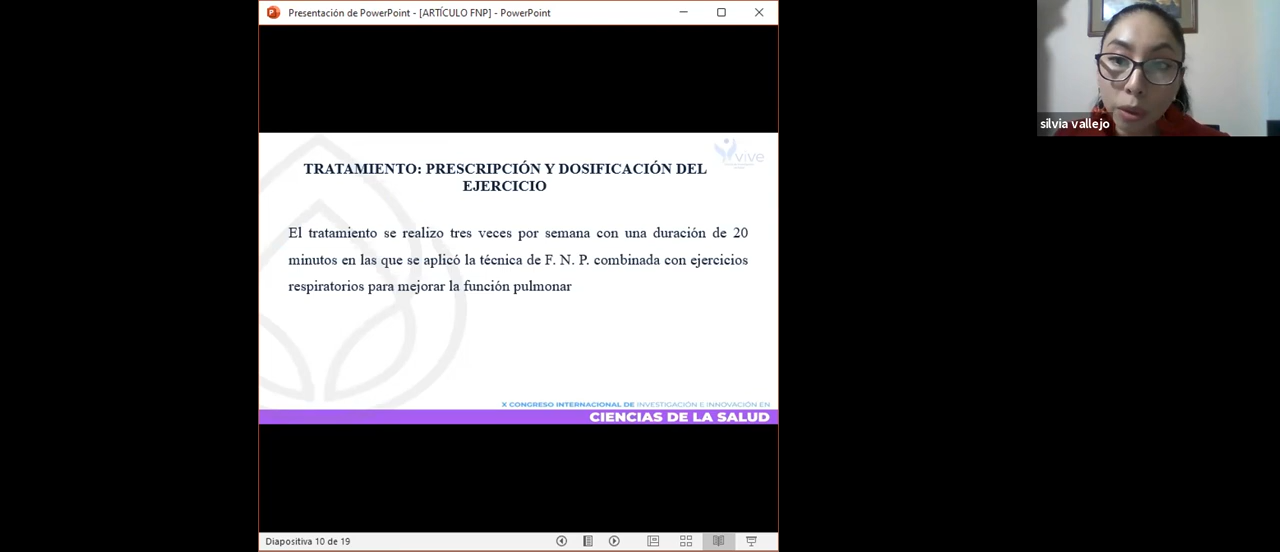 Presentación de PowerPoint - [ARTÍCULO FNP] - PowerPoint
silvia vallejo
vive
TRATAMIENTO: PRESCRIPCIÓN Y DOSIFICACIÓN DEL
EJERCICIO
El tratamiento se realizo tres veces por semana con una duración de 20
minutos en las que se aplicó la técnica de F. N. P. combinada con ejercicios
respiratorios para mejorar la función pulmonar
X CONGRESO INTERNACIONAL DE INVESTIGACIÓN E INNOVACIÓN EN
CIENCIAS DE LA SALUD
Diapositiva 10 de 19